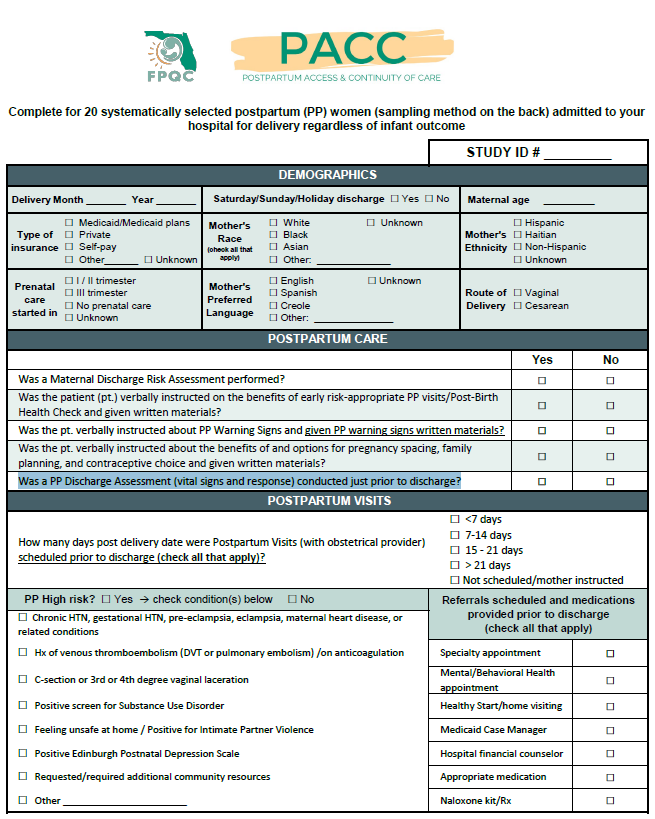 FPQC
PACC
POSTPARTUM ACCESS & CONTINUITY OF CARE
Complete for 20 systematically selected postpartum (PP) women (sampling method on the back) admitted to your
hospital for delivery regardless of infant outcome
STUDY ID # __________
DEMOGRAPHICS
Delivery Month _______ Year _______
Saturday/Sunday/Holiday discharge ☐ Yes ☐ No
Maternal age _________
Type of
insurance
☐ Medicaid/Medicaid plans
☐ Private
☐ Self-pay
☐ Other______ ☐ Unknown
Mother's
Race
(check all that
apply)
☐ White ☐ Unknown
☐ Black
☐ Asian
☐ Other: _____________
Mother's
Ethnicity
☐ Hispanic
☐ Haitian
☐ Non-Hispanic
☐ Unknown
Prenatal
care
started in
☐ I / II trimester
☐ III trimester
☐ No prenatal care
☐ Unknown
Mother's
Preferred
Language
☐ English ☐ Unknown
☐ Spanish
☐ Creole
☐ Other: ______________
Route of
Delivery
☐ Vaginal
☐ Cesarean
POSTPARTUM CARE
Yes No
Was a Maternal Discharge Risk Assessment performed? ☐ ☐
Was the patient (pt.) verbally instructed on the benefits of early risk-appropriate PP visits/Post-Birth
Health Check and given written materials? ☐ ☐
Was the pt. verbally instructed about PP Warning Signs and given PP warning signs written materials? ☐ ☐
Was the pt. verbally instructed about the benefits of and options for pregnancy spacing, family
planning, and contraceptive choice and given written materials? ☐ ☐
Was a PP Discharge Assessment (vital signs and response) conducted just prior to discharge? ☐ ☐
POSTPARTUM VISITS
How many days post delivery date were Postpartum Visits (with obstetrical provider)
scheduled prior to discharge (check all that apply)?
☐ <7 days
☐ 7-14 days
☐ 15 - 21 days
☐ > 21 days
☐ Not scheduled/mother instructed
PP High risk? ☐ Yes → check condition(s) below ☐ No
☐ Chronic HTN, gestational HTN, pre-eclampsia, eclampsia, maternal heart disease, or
related conditions
☐ Hx of venous thromboembolism (DVT or pulmonary embolism) /on anticoagulation
☐ C-section or 3rd or 4th degree vaginal laceration
☐ Positive screen for Substance Use Disorder
☐ Feeling unsafe at home / Positive for Intimate Partner Violence
☐ Positive Edinburgh Postnatal Depression Scale
☐ Requested/required additional community resources
☐ Other ____________________
Referrals scheduled and medications
provided prior to discharge
(check all that apply)
Specialty appointment ☐
Mental/Behavioral Health
appointment ☐
Healthy Start/home visiting ☐
Medicaid Case Manager ☐
Hospital financial counselor ☐
Appropriate medication ☐
Naloxone kit/Rx ☐